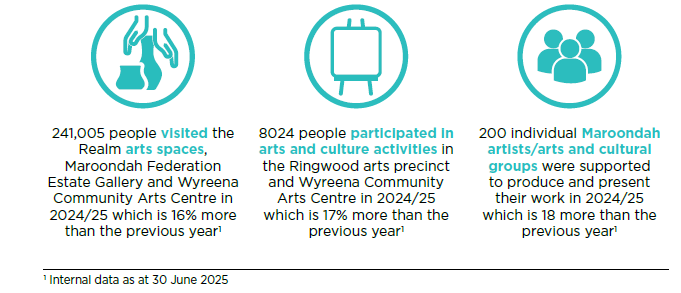 241,005 people visited the
Realm arts spaces,
Maroondah Federation
Estate Gallery and Wyreena
Community Arts Centre in
2024/25 which is 16% more
than the previous year¹
8024 people participated in
arts and culture activities in
the Ringwood arts precinct
and Wyreena Community
Arts Centre in 2024/25
which is 17% more than the
previous year¹
200 individual Maroondah
artists/arts and cultural
groups were supported
to produce and present
their work in 2024/25
which is 18 more than the
previous year¹
¹ Internal data as at 30 June 2025